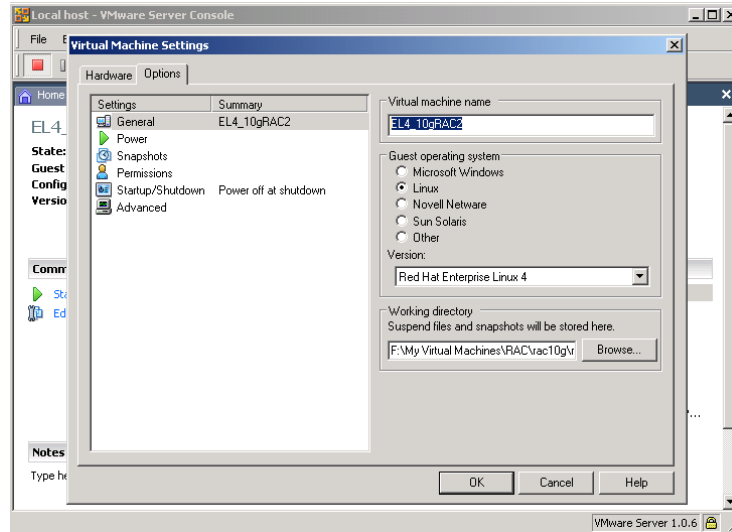 Local host - VMware Server Console
File
Virtual Machine Settings
Hardware Options
Home
EL4_
State:
Guest
Config
Versio
Comm
Sta
Ed
Notes
Type he
Settings Summary
General EL4_10gRAC2
Power
Snapshots
Permissions
Startup/Shutdown Power off at shutdown
Advanced
Virtual machine name
EL4_10gRAC2
Guest operating system
Microsoft Windows
Linux
Novell Netware
Sun Solaris
Other
Version:
Red Hat Enterprise Linux 4
Working directory
Suspend files and snapshots will be stored here.
F:\My Virtual Machines\RAC\rac10g\r Browse...
OK Cancel Help
VMware Server 1.0.6